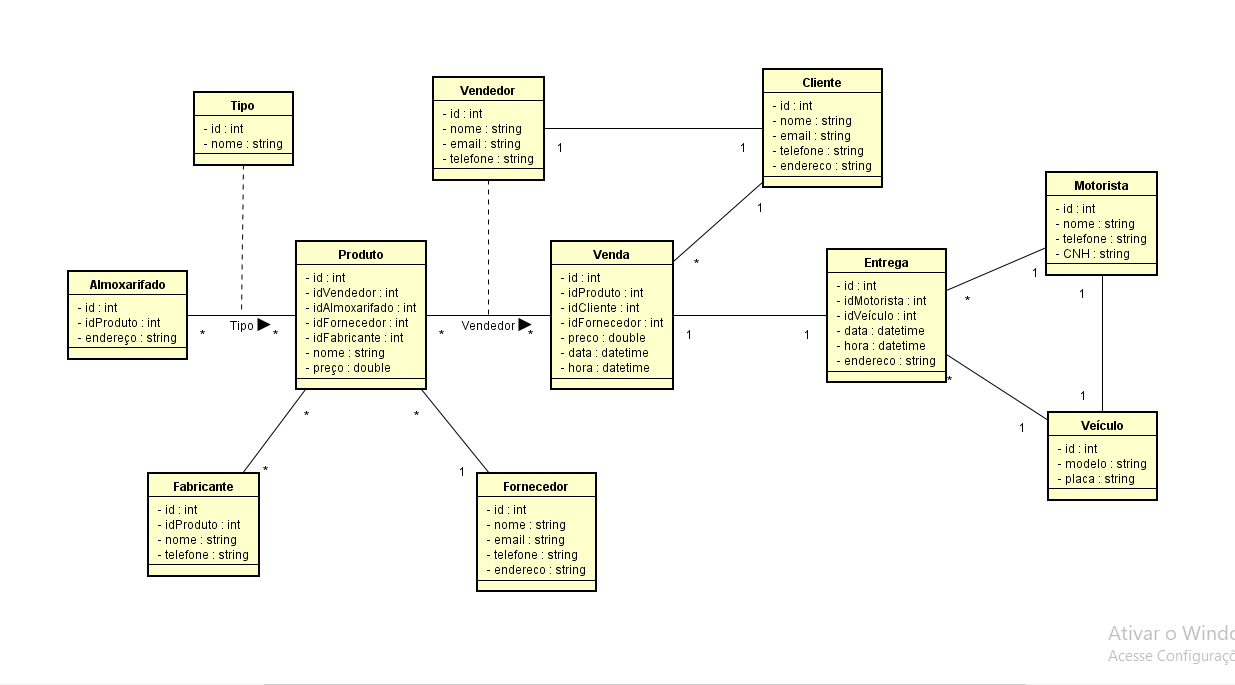 Tipo
- id : int
- nome : string
Vendedor
- id : int
- nome : string
- email : string
- telefone : string
1
1
Cliente
- id : int
- nome : string
- email : string
- telefone : string
- endereco : string
1
*
Motorista
- id : int
- nome : string
- telefone : string
- CNH : string
1
1
Almoxarifado
- id : int
- idProduto : int
- endereço : string
*
Tipo
*
Produto
- id : int
- idVendedor : int
- idAlmoxarifado : int
- idFornecedor : int
- idFabricante : int
- nome : string
- preço : double
*
Vendedor
*
Venda
- id : int
- idProduto : int
- idCliente : int
- idFornecedor : int
- preco : double
- data : datetime
- hora : datetime
1
1
Entrega
- id : int
- idMotorista : int
- idVeículo : int
- data : datetime
- hora : datetime
- endereco : string
*
*
1
1
Veículo
- id : int
- modelo : string
- placa : string
*
*
*
1
Fabricante
- id : int
- idProduto : int
- nome : string
- telefone : string
Fornecedor
- id : int
- nome : string
- email : string
- telefone : string
- endereco : string
Ativar o Windo
Acesse Configuraçõ